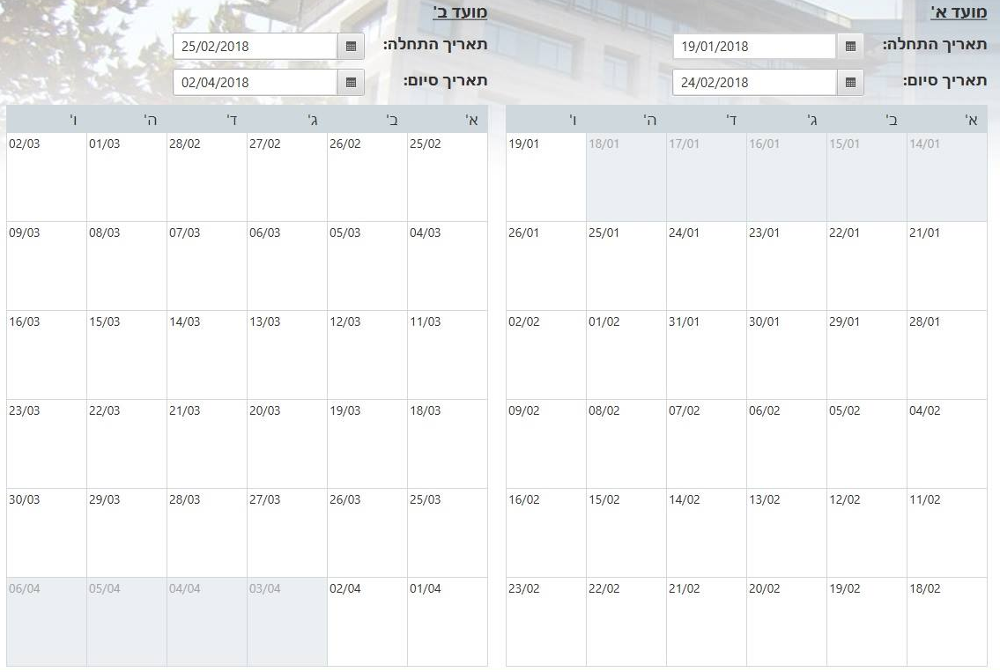 מועד א'
תאריך התחלה: 19/01/2018
תאריך סיום: 24/02/2018
א' ב' ג' ד' ה' ו'
14/01 15/01 16/01 17/01 18/01 19/01
21/01 22/01 23/01 24/01 25/01 26/01
28/01 29/01 30/01 31/01 01/02 02/02
04/02 05/02 06/02 07/02 08/02 09/02
11/02 12/02 13/02 14/02 15/02 16/02
18/02 19/02 20/02 21/02 22/02 23/02
מועד ב'
תאריך התחלה: 25/02/2018
תאריך סיום: 02/04/2018
א' ב' ג' ד' ה' ו'
25/02 26/02 27/02 28/02 01/03 02/03
04/03 05/03 06/03 07/03 08/03 09/03
11/03 12/03 13/03 14/03 15/03 16/03
18/03 19/03 20/03 21/03 22/03 23/03
25/03 26/03 27/03 28/03 29/03 30/03
01/04 02/04 03/04 04/04 05/04 06/04